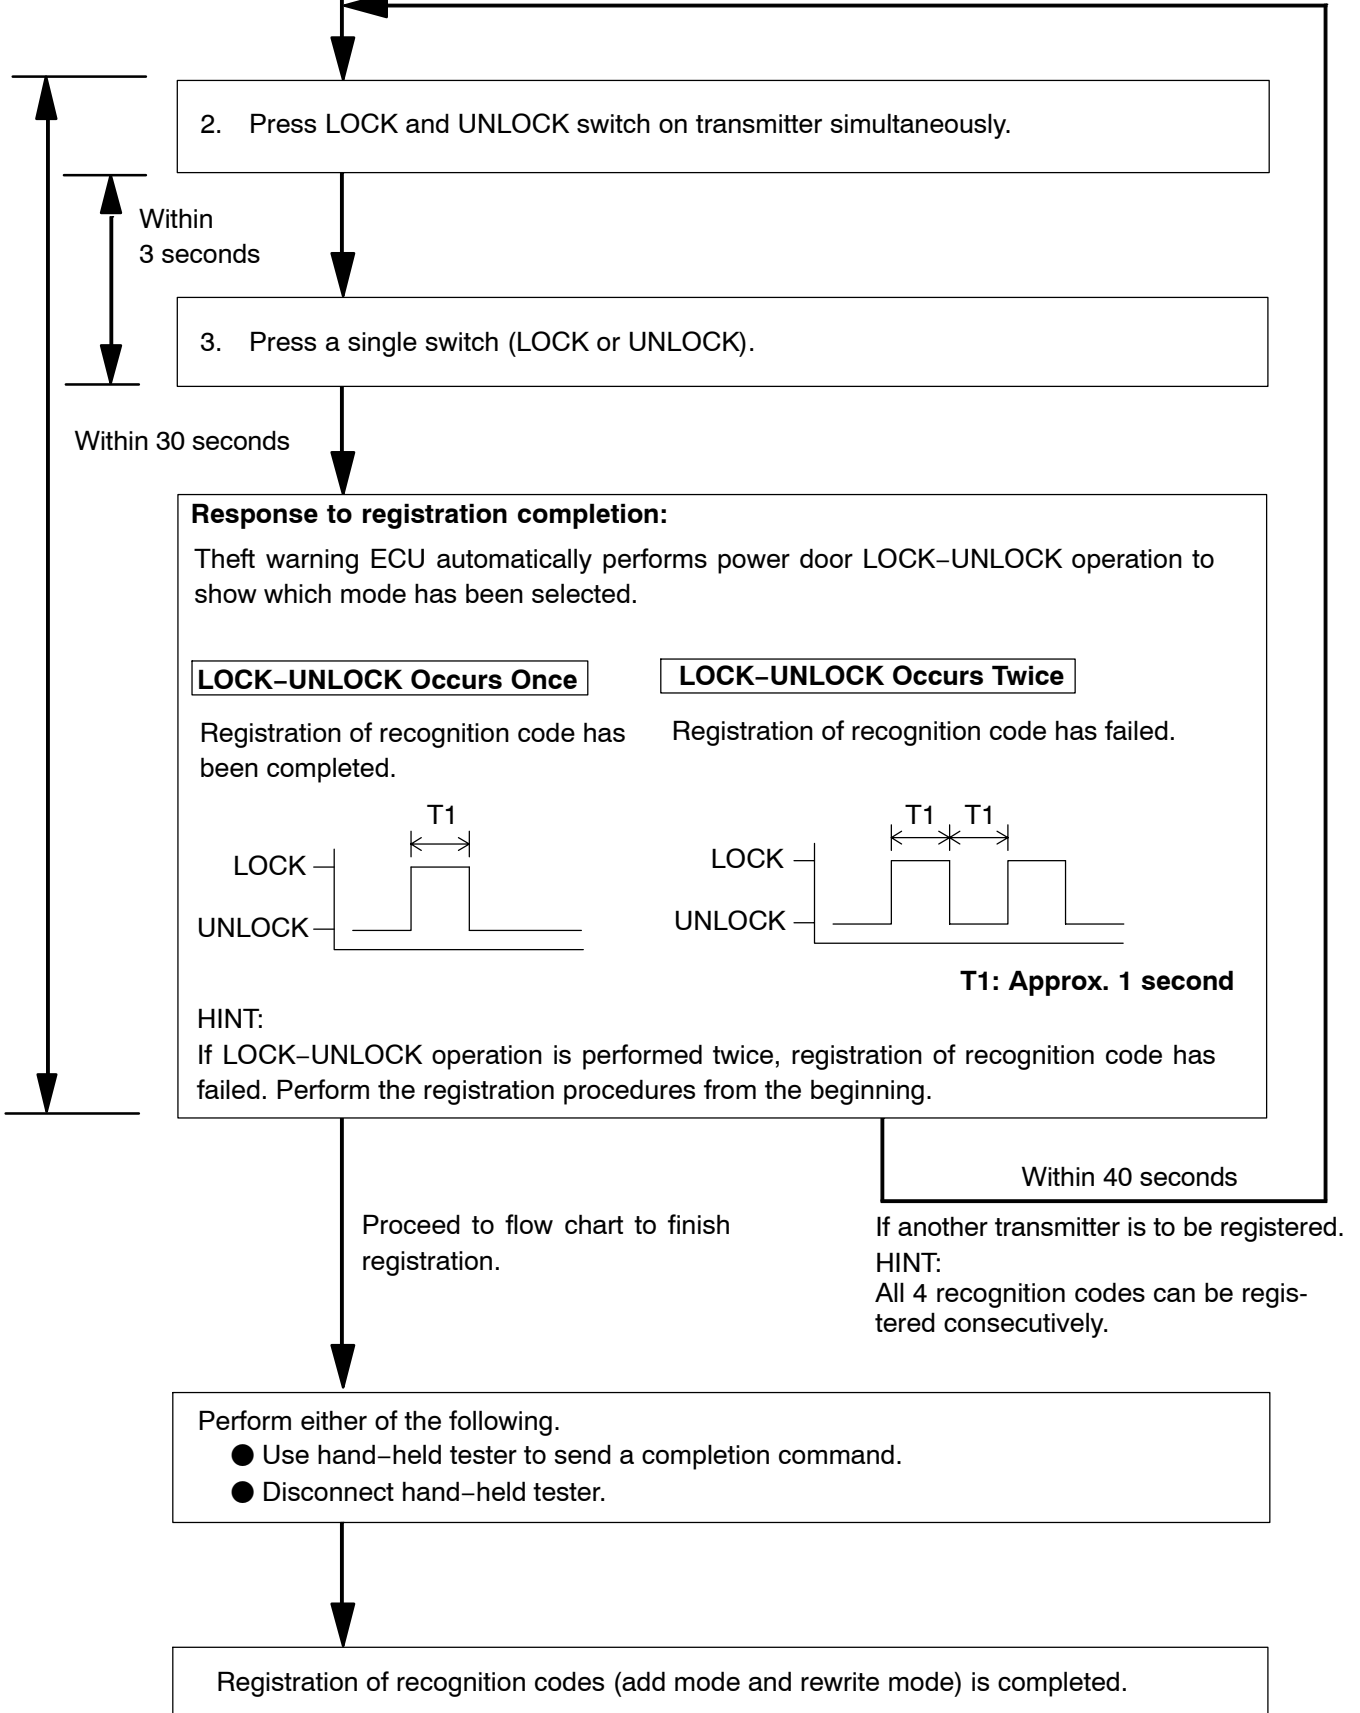 2. Press LOCK and UNLOCK switch on transmitter simultaneously.
Within
3 seconds
3. Press a single switch (LOCK or UNLOCK).
Within 30 seconds
Response to registration completion:
Theft warning ECU automatically performs power door LOCK−UNLOCK operation to
show which mode has been selected.
LOCK−UNLOCK Occurs Once
Registration of recognition code has
been completed.
T1
LOCK
UNLOCK
LOCK−UNLOCK Occurs Twice
Registration of recognition code has failed.
T1 T1
LOCK
UNLOCK
T1: Approx. 1 second
HINT:
If LOCK−UNLOCK operation is performed twice, registration of recognition code has
failed. Perform the registration procedures from the beginning.
Within 40 seconds
Proceed to flow chart to finish
registration.
If another transmitter is to be registered.
HINT:
All 4 recognition codes can be regis-
tered consecutively.
Perform either of the following.
● Use hand−held tester to send a completion command.
● Disconnect hand−held tester.
Registration of recognition codes (add mode and rewrite mode) is completed.